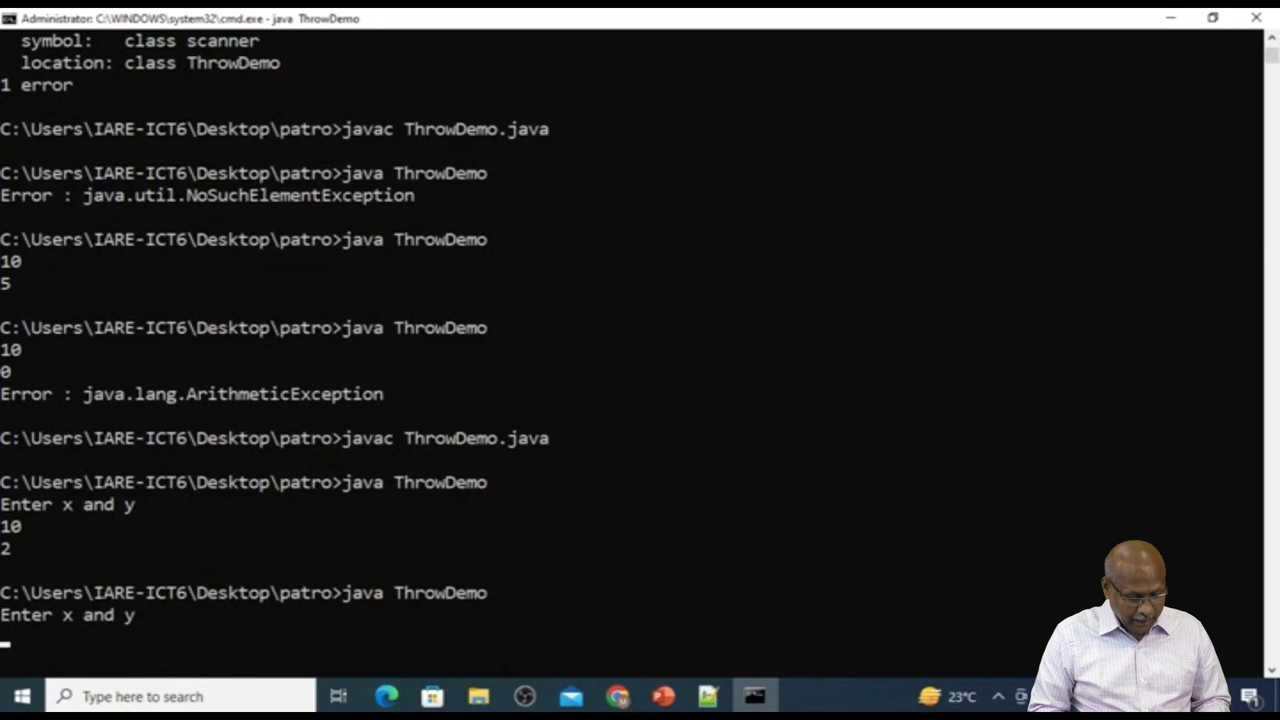 Administrator: C:\WINDOWS\system32\cmd.exe - java ThrowDemo
symbol: class scanner
location: class ThrowDemo
1 error
C:\Users\IARE-ICT6\Desktop\patro>javac ThrowDemo.java
C:\Users\IARE-ICT6\Desktop\patro>java ThrowDemo
Error : java.util.NoSuchElementException
C:\Users\IARE-ICT6\Desktop\patro>java ThrowDemo
10
5
C:\Users\IARE-ICT6\Desktop\patro>java ThrowDemo
10
0
Error : java.lang.ArithmeticException
C:\Users\IARE-ICT6\Desktop\patro>javac ThrowDemo.java
C:\Users\IARE-ICT6\Desktop\patro>java ThrowDemo
Enter x and y
10
2
C:\Users\IARE-ICT6\Desktop\patro>java ThrowDemo
Enter x and y
Type here to search
23°C